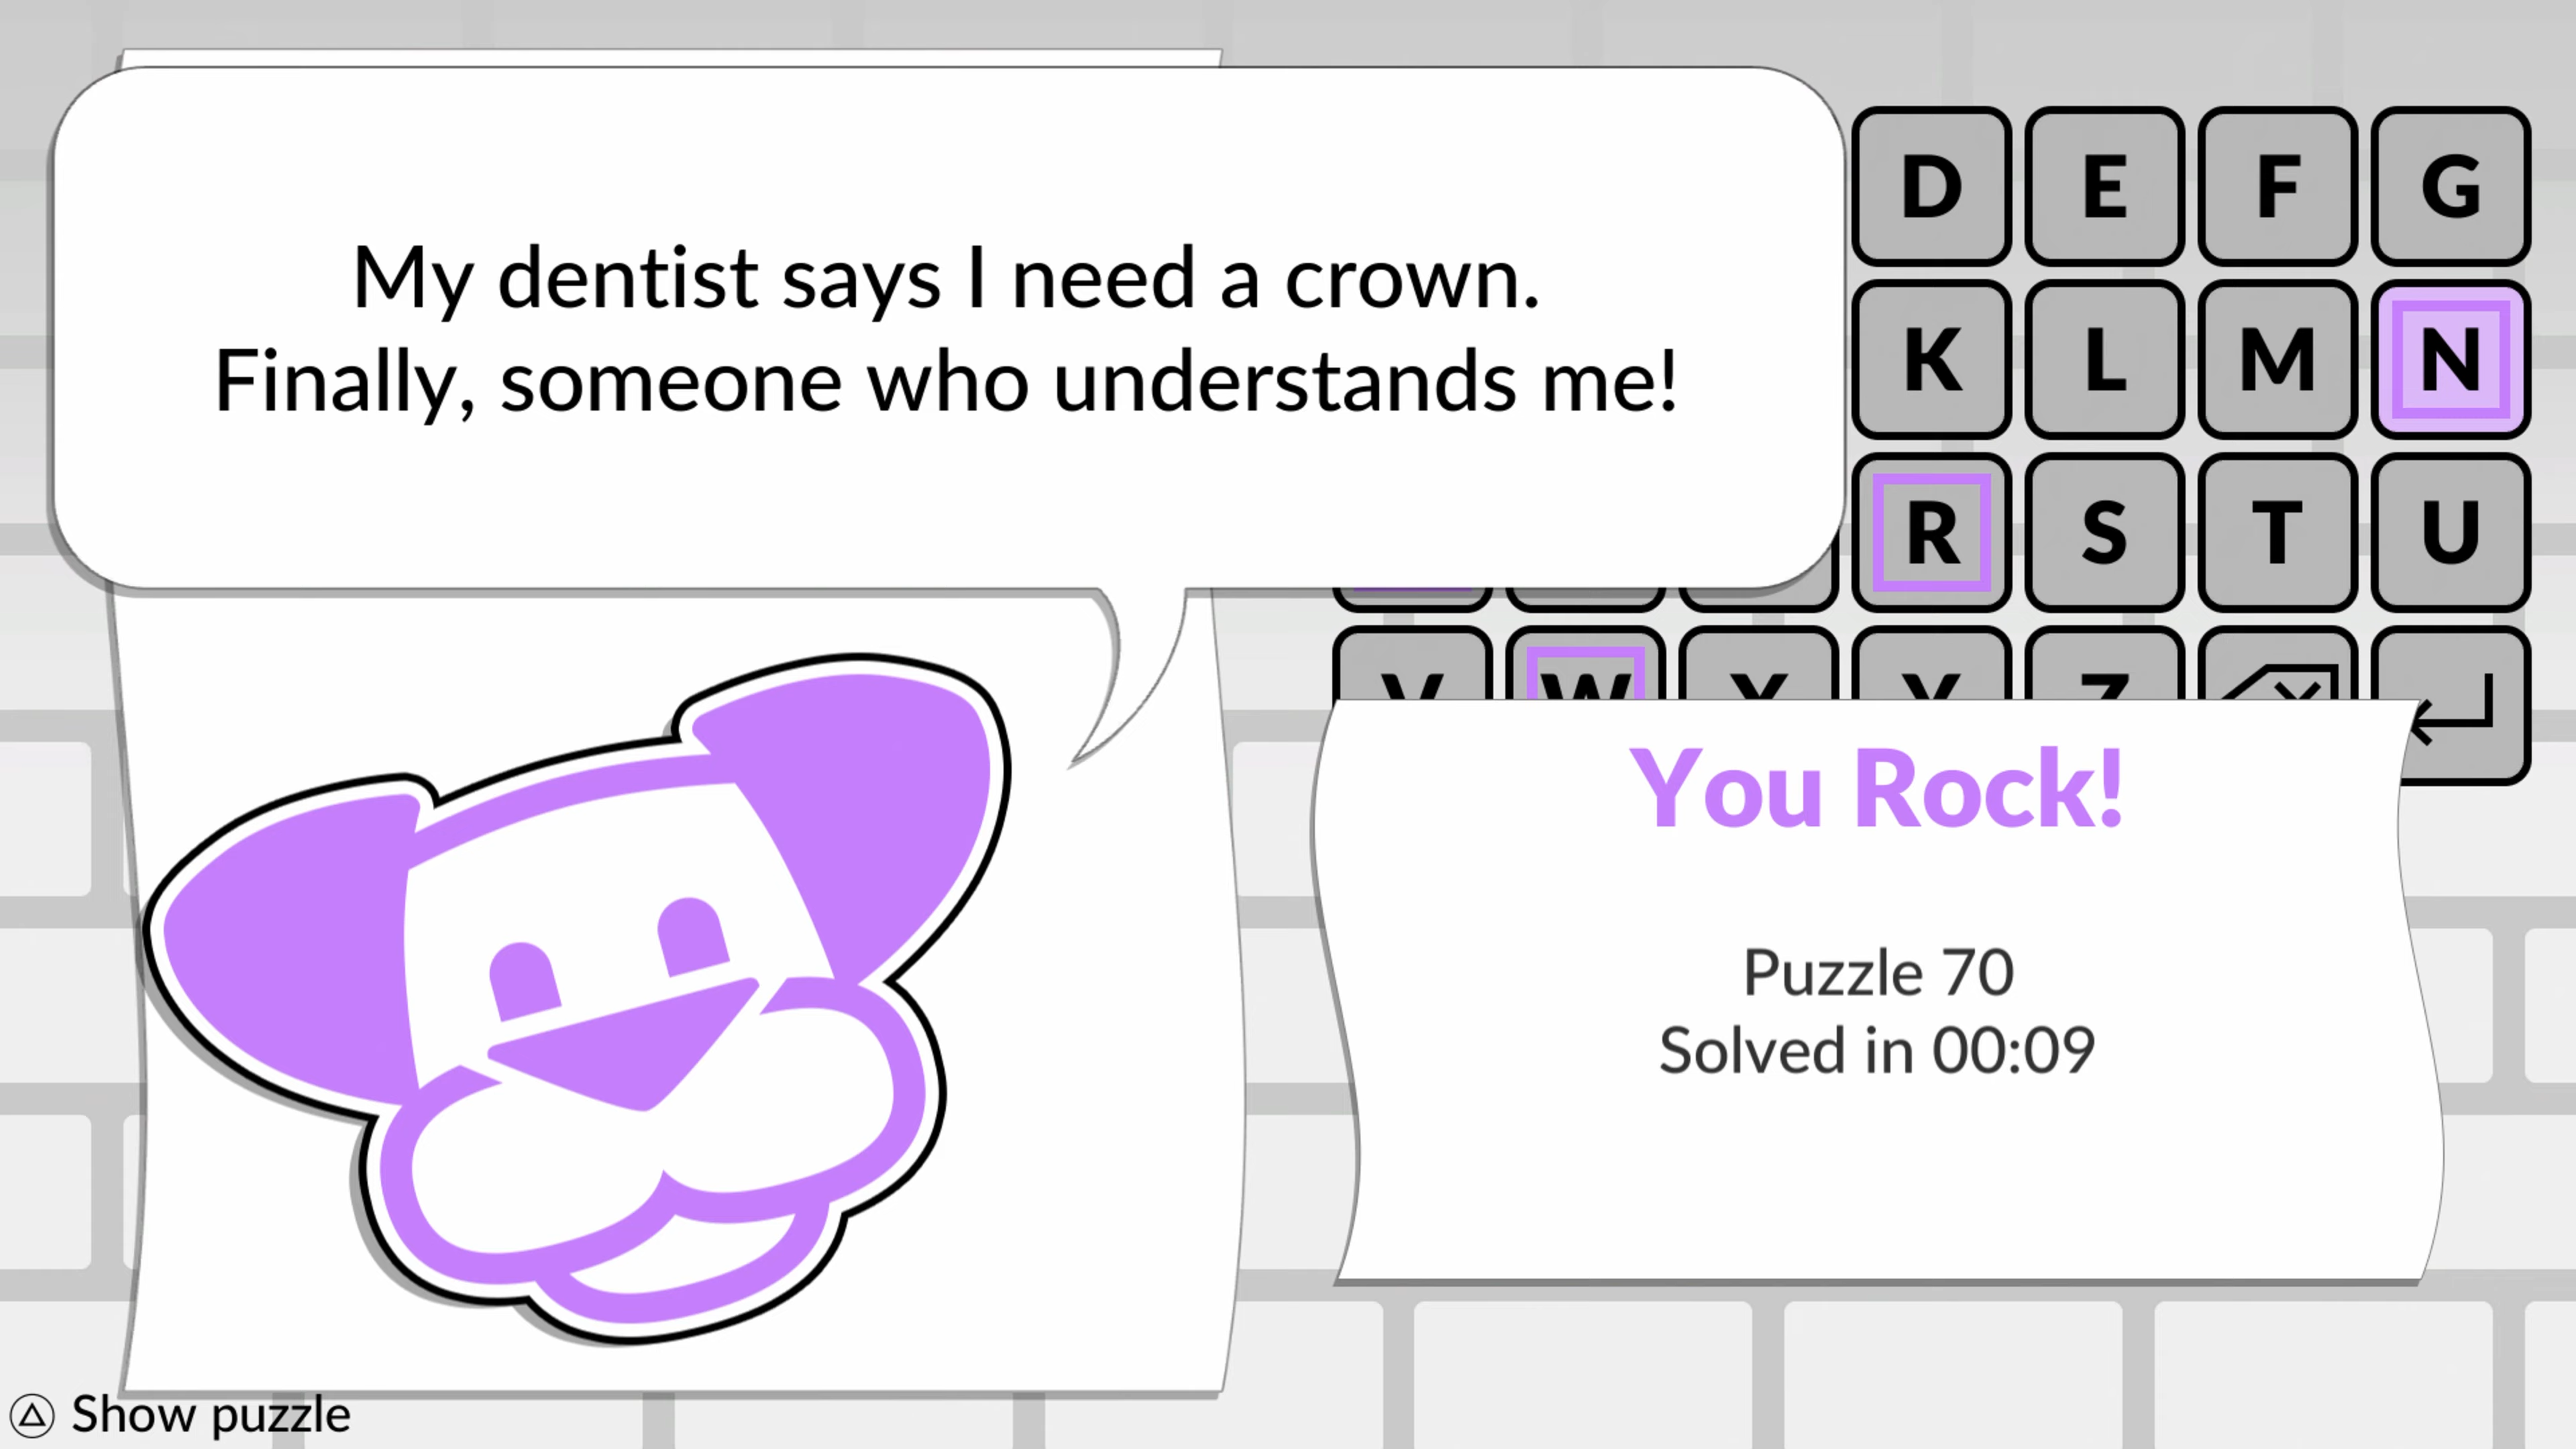 My dentist says I need a crown.
Finally, someone who understands me!
D E F G
K L M N
R S T U
V W X Y Z
You Rock!
Puzzle 70
Solved in 00:09
Show puzzle